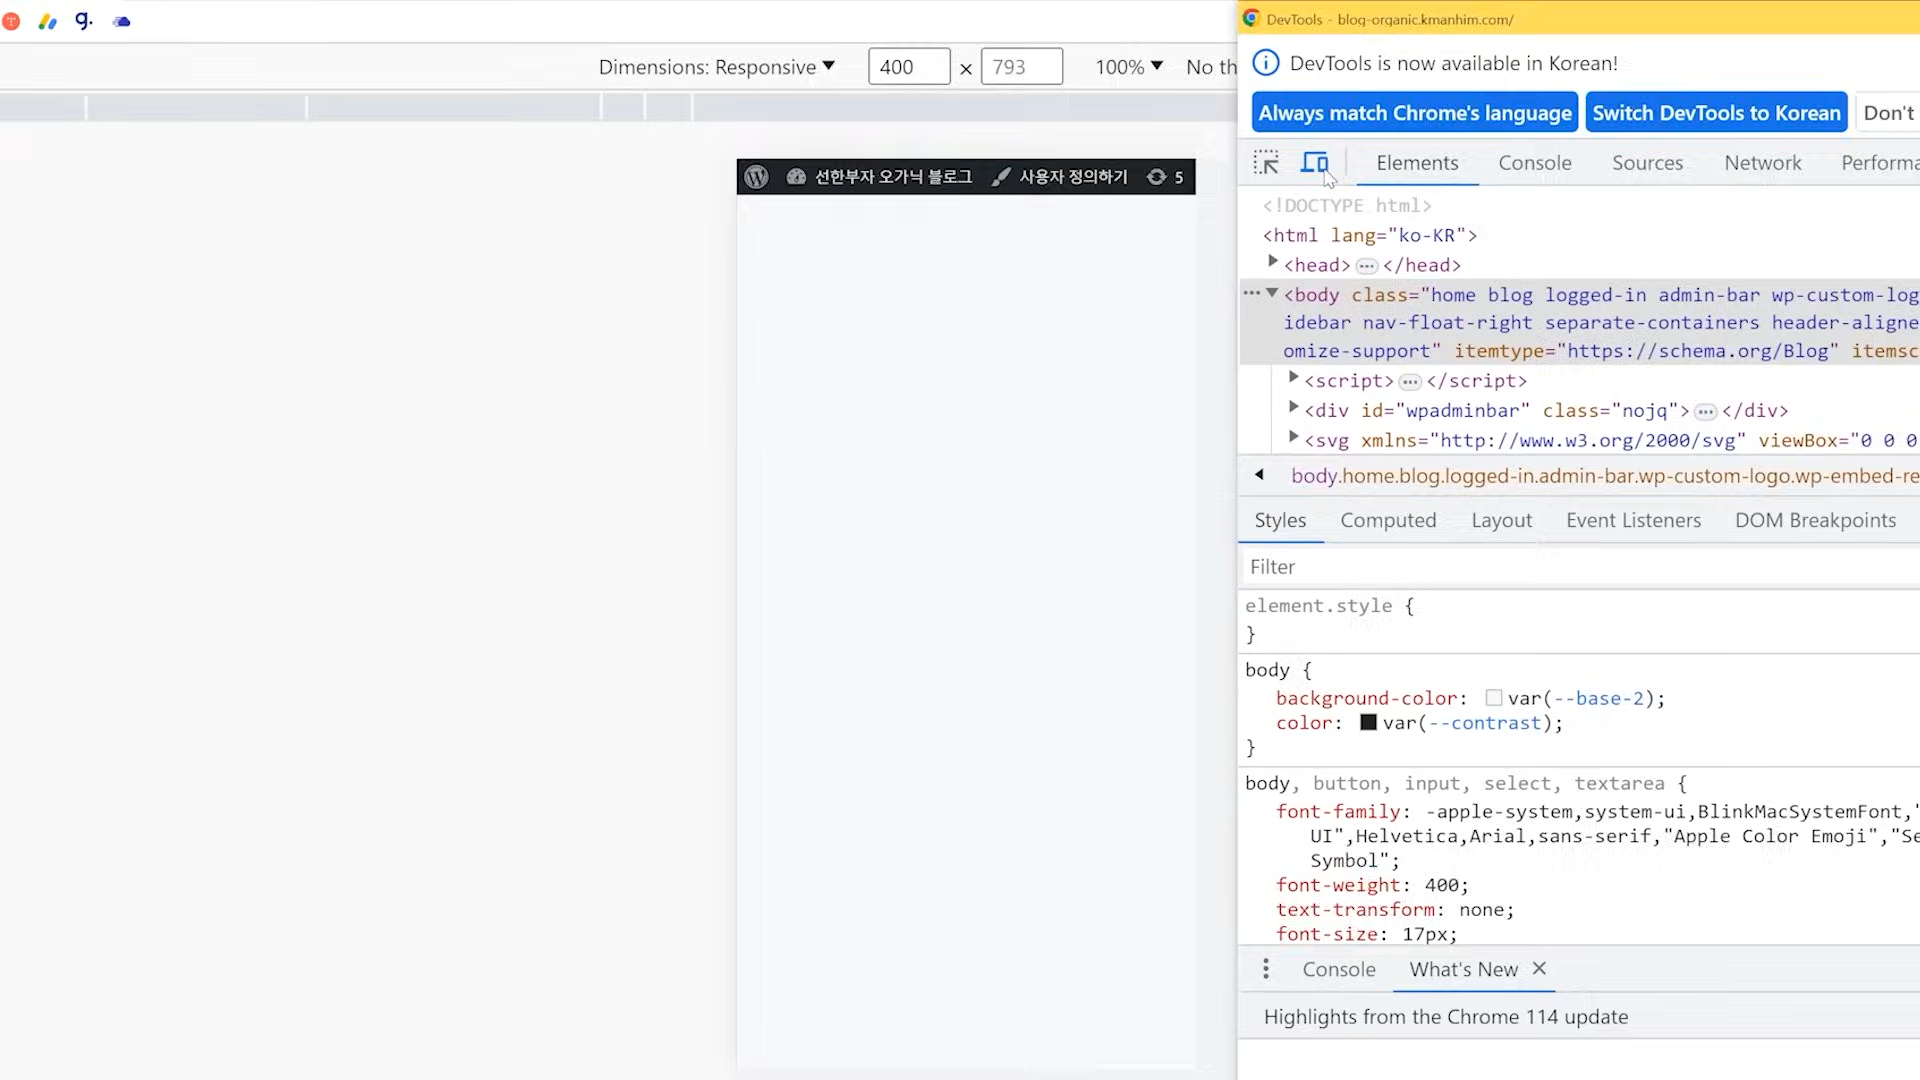 g.
Dimensions: Responsive
400 × 793
100%
No th
선한부자 오가닉 블로그 사용자 정의하기 5
DevTools - blog-organic.kmanhim.com/
DevTools is now available in Korean!
Always match Chrome's language
Switch DevTools to Korean
Don't
Elements Console Sources Network Performa
<!DOCTYPE html>
<html lang="ko-KR">
<head>…</head>
<body class="home blog logged-in admin-bar wp-custom-log
idebar nav-float-right separate-containers header-aligne
omize-support" itemtype="https://schema.org/Blog" itemsc
<script>…</script>
<div id="wpadminbar" class="nojq">…</div>
<svg xmlns="http://www.w3.org/2000/svg" viewBox="0 0 0
body.home.blog.logged-in.admin-bar.wp-custom-logo.wp-embed-re
Styles Computed Layout Event Listeners DOM Breakpoints
Filter
element.style {
}
body {
background-color: var(--base-2);
color: var(--contrast);
}
body, button, input, select, textarea {
font-family: -apple-system,system-ui,BlinkMacSystemFont,"
UI",Helvetica,Arial,sans-serif,"Apple Color Emoji","Se
Symbol";
font-weight: 400;
text-transform: none;
font-size: 17px;
Console What's New
Highlights from the Chrome 114 update